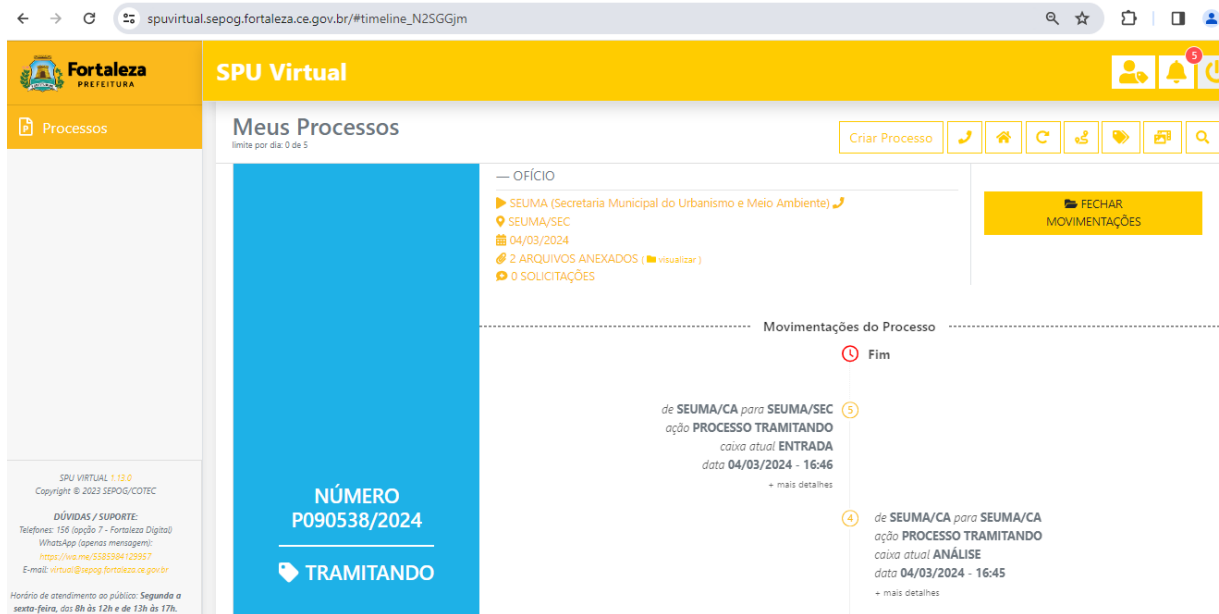 spuvirtual.sepog.fortaleza.ce.gov.br/#timeline_N2SGGjm
Fortaleza
PREFEITURA
SPU Virtual
5
Processos
Meus Processos
limite por dia: 0 de 5
Criar Processo
— OFÍCIO
SEUMA (Secretaria Municipal do Urbanismo e Meio Ambiente)
SEUMA/SEC
04/03/2024
2 ARQUIVOS ANEXADOS ( visualizar )
0 SOLICITAÇÕES
FECHAR
MOVIMENTAÇÕES
Movimentações do Processo
Fim
de SEUMA/CA para SEUMA/SEC
5
ação PROCESSO TRAMITANDO
caixa atual ENTRADA
data 04/03/2024 - 16:46
+ mais detalhes
4
de SEUMA/CA para SEUMA/CA
ação PROCESSO TRAMITANDO
caixa atual ANÁLISE
data 04/03/2024 - 16:45
+ mais detalhes
NÚMERO
P090538/2024
TRAMITANDO
SPU VIRTUAL 1.13.0
Copyright © 2023 SEPOG/COTEC
DÚVIDAS / SUPORTE:
Telefones: 156 (opção 7 - Fortaleza Digital)
WhatsApp (apenas mensagem):
https://wa.me/5585984129957
E-mail: virtual@sepog.fortaleza.ce.gov.br
Horário de atendimento ao público: Segunda a
sexta-feira, das 8h às 12h e de 13h às 17h.